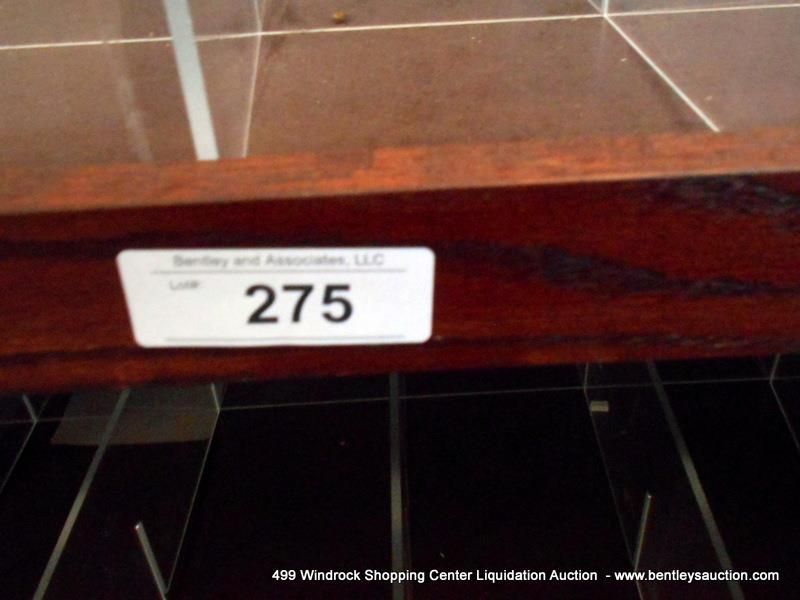 Bentley and Associates, LLC
Lot#:
275
499 Windrock Shopping Center Liquidation Auction - www.bentleysauction.com